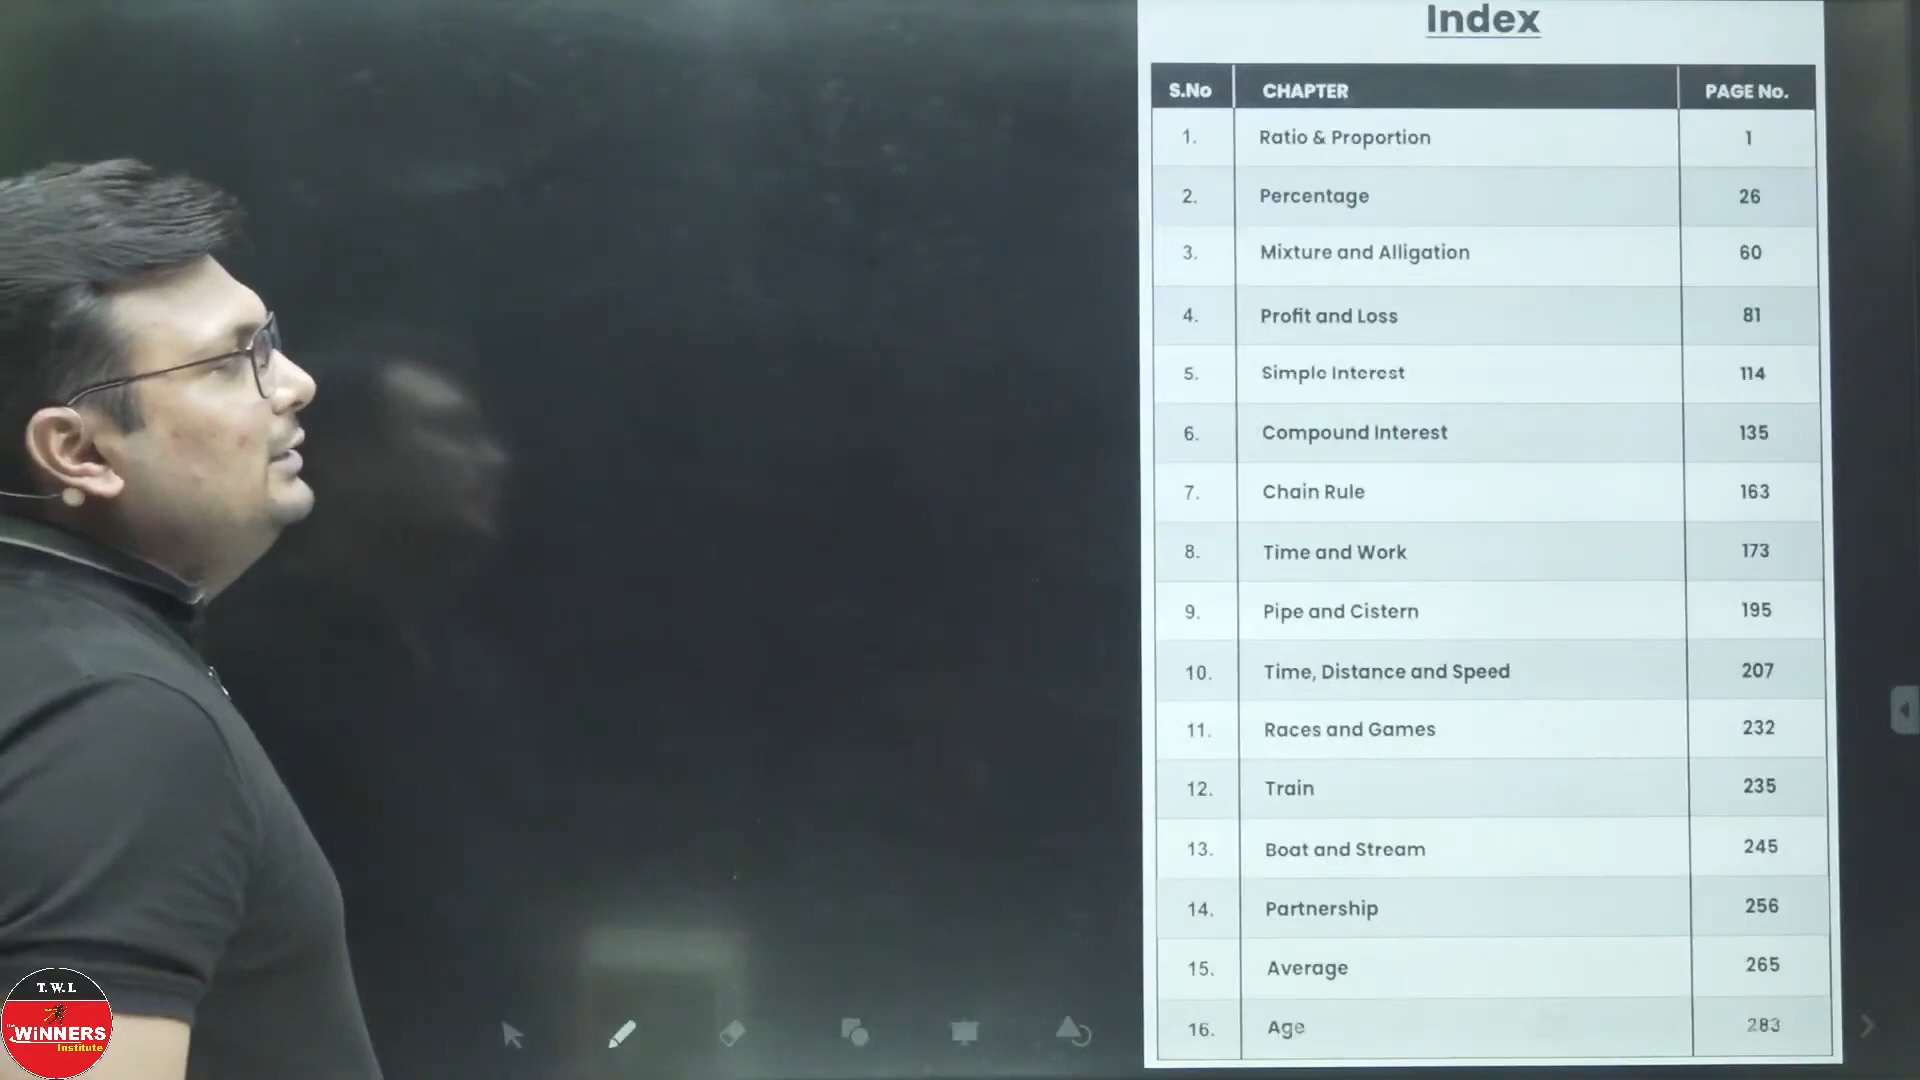 Index
S.No CHAPTER PAGE No.
1. Ratio & Proportion 1
2. Percentage 26
3. Mixture and Alligation 60
4. Profit and Loss 81
5. Simple Interest 114
6. Compound Interest 135
7. Chain Rule 163
8. Time and Work 173
9. Pipe and Cistern 195
10. Time, Distance and Speed 207
11. Races and Games 232
12. Train 235
13. Boat and Stream 245
14. Partnership 256
15. Average 265
16. Age 283
T.W.I
The WiNNERS
Institute